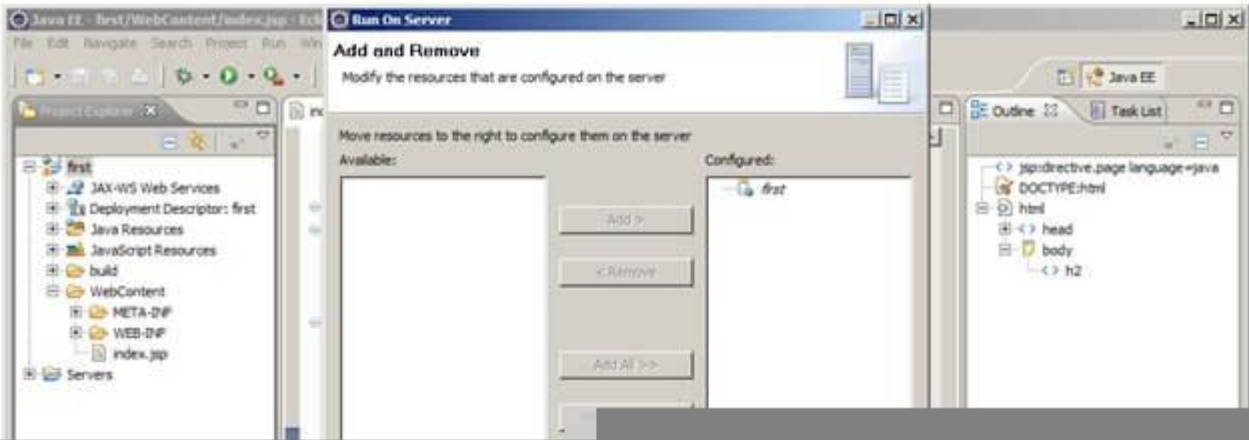 Java EE - first/WebContent/index.jsp - Ecli
File Edit Navigate Search Project Run Win
Project Explorer
first
JAX-WS Web Services
Deployment Descriptor: first
Java Resources
JavaScript Resources
build
WebContent
META-INF
WEB-INF
index.jsp
Servers
Run On Server
Add and Remove
Modify the resources that are configured on the server
Move resources to the right to configure them on the server
Available:
Configured:
first
Add >
< Remove
Add All >>
Java EE
Outline
Task List
jsp:directive.page language=java
DOCTYPE:html
html
head
body
h2